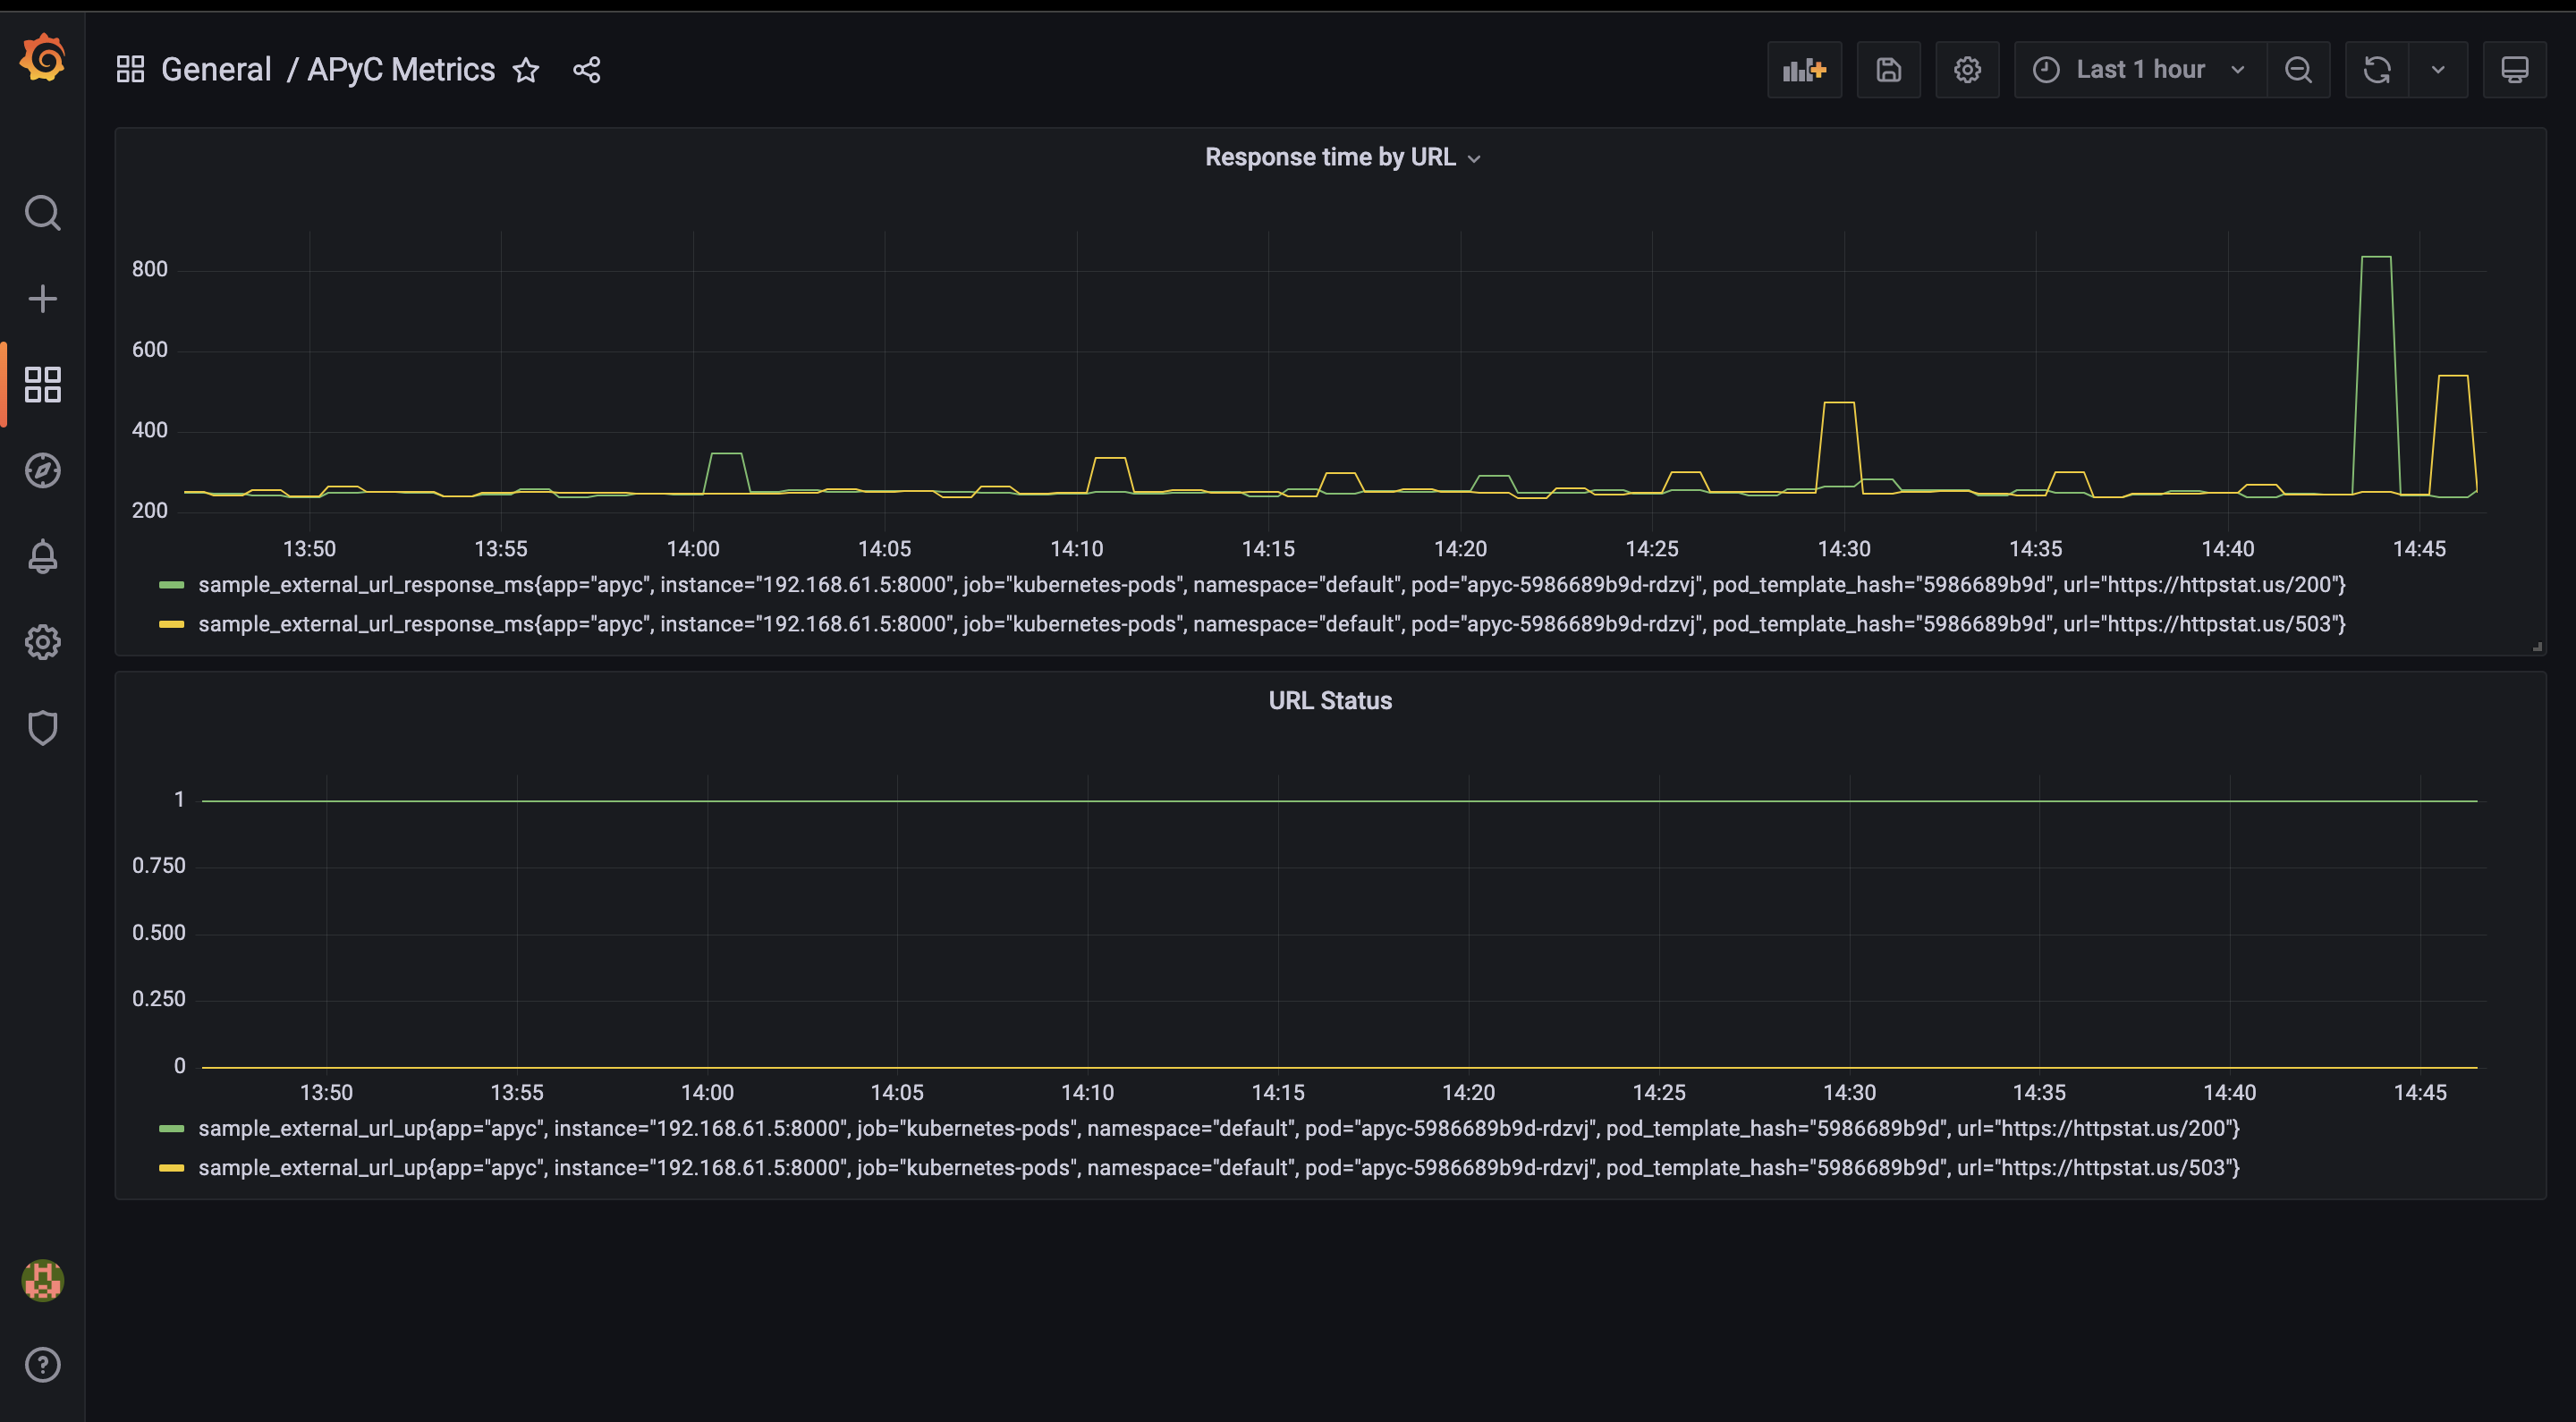 General / APyC Metrics
Last 1 hour
Response time by URL
800
600
400
200
13:50 13:55 14:00 14:05 14:10 14:15 14:20 14:25 14:30 14:35 14:40 14:45
sample_external_url_response_ms{app="apyc", instance="192.168.61.5:8000", job="kubernetes-pods", namespace="default", pod="apyc-5986689b9d-rdzvj", pod_template_hash="5986689b9d", url="https://httpstat.us/200"}
sample_external_url_response_ms{app="apyc", instance="192.168.61.5:8000", job="kubernetes-pods", namespace="default", pod="apyc-5986689b9d-rdzvj", pod_template_hash="5986689b9d", url="https://httpstat.us/503"}
URL Status
1
0.750
0.500
0.250
0
13:50 13:55 14:00 14:05 14:10 14:15 14:20 14:25 14:30 14:35 14:40 14:45
sample_external_url_up{app="apyc", instance="192.168.61.5:8000", job="kubernetes-pods", namespace="default", pod="apyc-5986689b9d-rdzvj", pod_template_hash="5986689b9d", url="https://httpstat.us/200"}
sample_external_url_up{app="apyc", instance="192.168.61.5:8000", job="kubernetes-pods", namespace="default", pod="apyc-5986689b9d-rdzvj", pod_template_hash="5986689b9d", url="https://httpstat.us/503"}